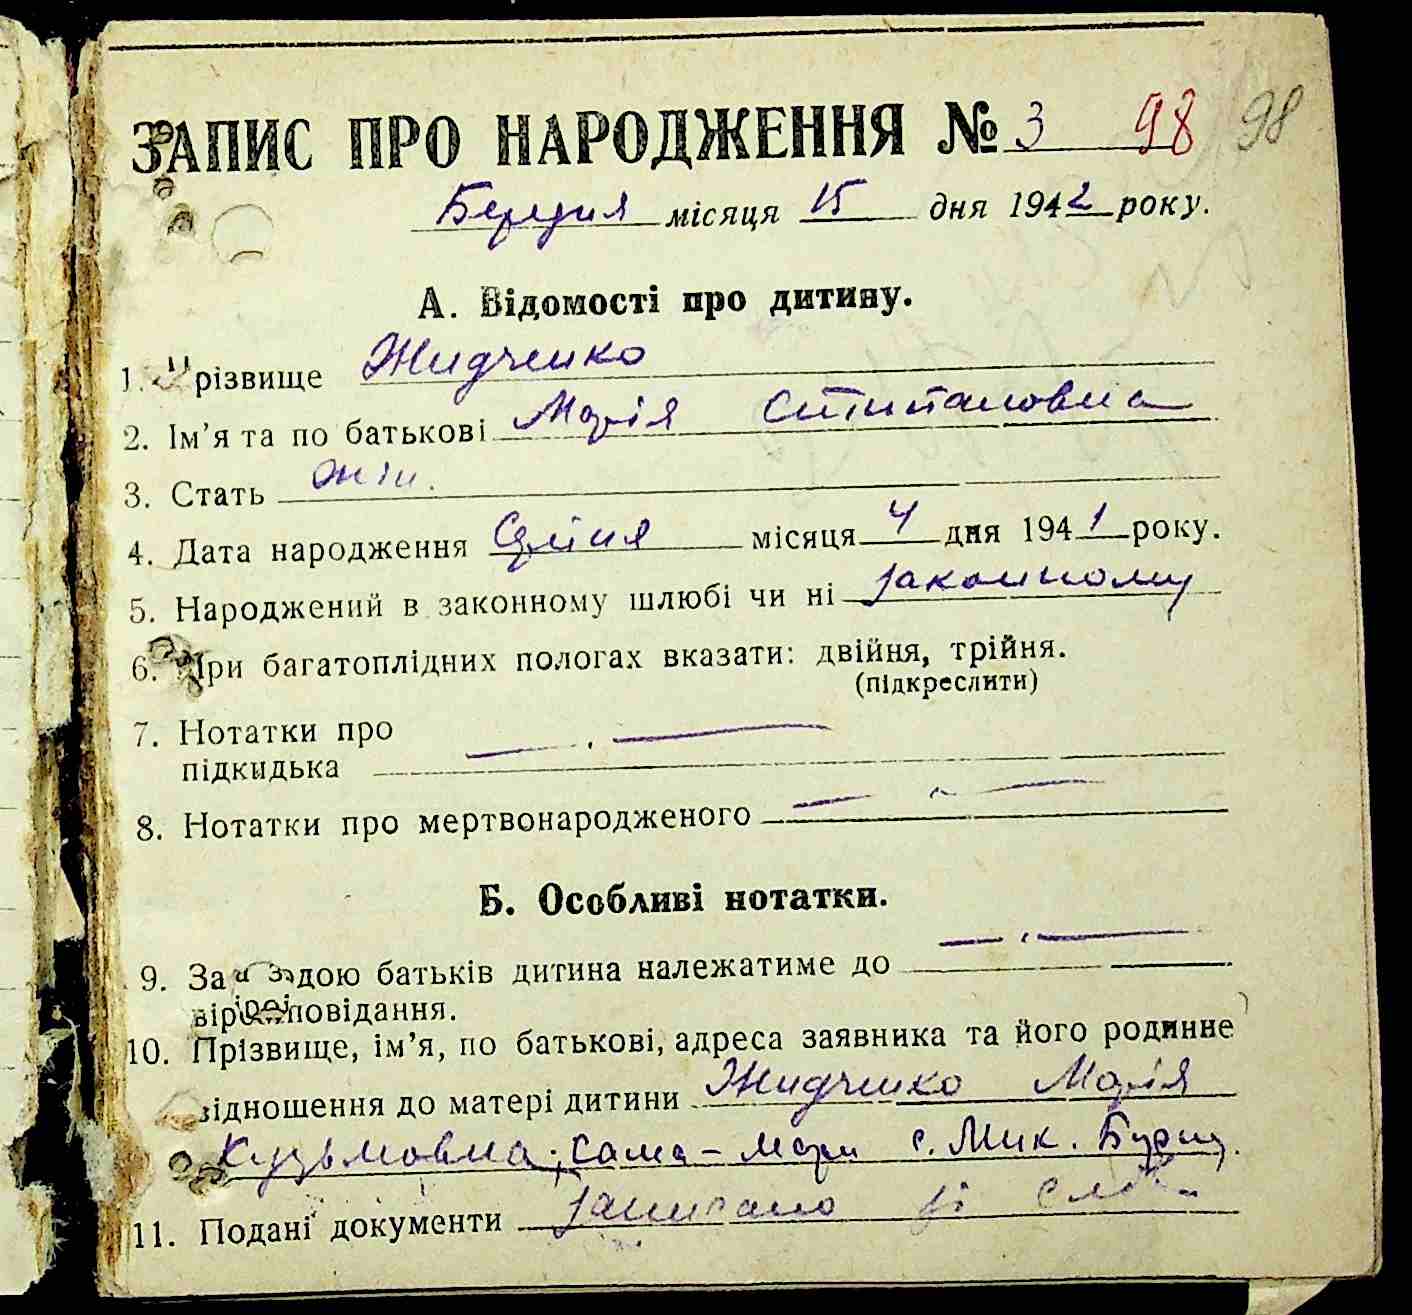 ЗАПИС ПРО НАРОДЖЕННЯ № 3 98 98
Березня місяця 15 дня 1942 року.
А. Відомості про дитину.
1. Прізвище Жидченко
2. Ім'я та по батькові Марія Степановна
3. Стать жін.
4. Дата народження місяця 4 дня 1941 року.
5. Народжений в законному шлюбі чи ні законному
6. При багатоплідних пологах вказати: двійня, трійня.
(підкреслити)
7. Нотатки про
підкидька
8. Нотатки про мертвонародженого
Б. Особливі нотатки.
9. За згодою батьків дитина належатиме до
віросповідання.
10. Прізвище, ім'я, по батькові, адреса заявника та його родинне
відношення до матері дитини Жидченко Марія
Кузьмовна; сама – мати с. Мик.
11. Подані документи записано зі слів